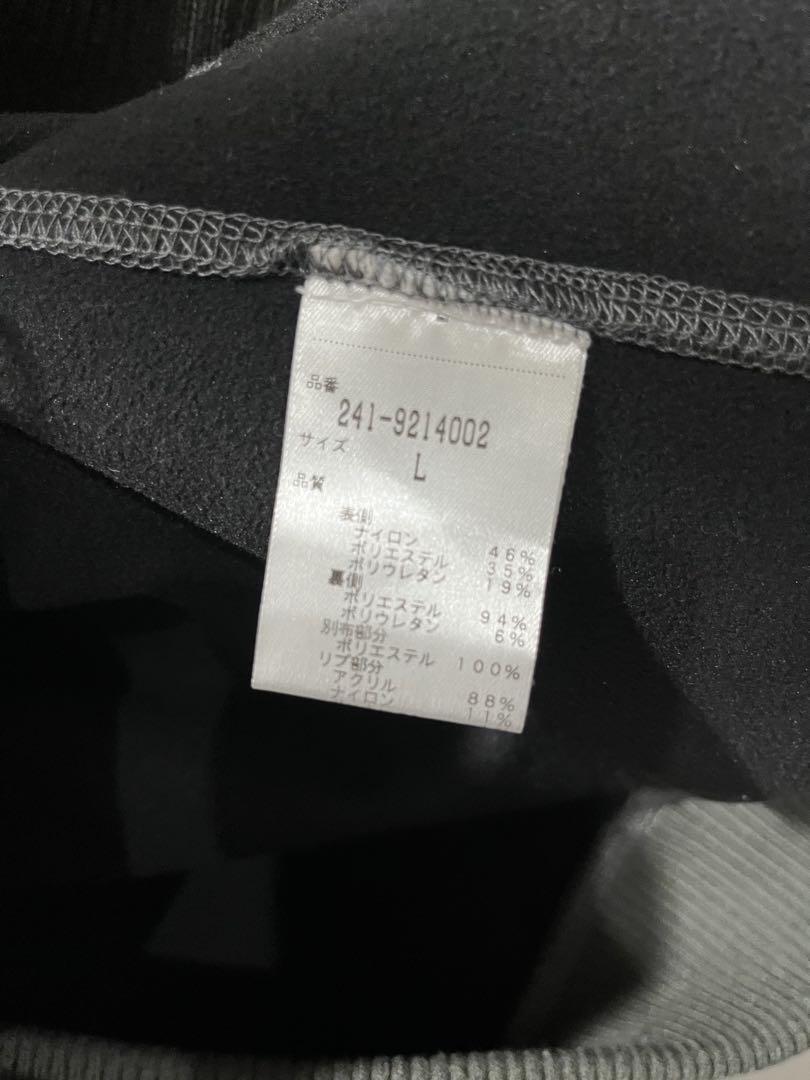 品番
241-9214002
サイズ
L
品質
表側
ナイロン 46%
ポリエステル 35%
ポリウレタン 19%
裏側
ポリエステル 94%
ポリウレタン 6%
別布部分
ポリエステル 100%
リブ部分
アクリル 88%
ナイロン 11%